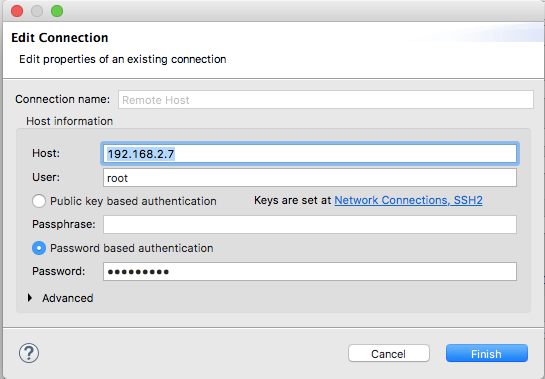 Edit Connection
Edit properties of an existing connection
Connection name: Remote Host
Host information
Host: 192.168.2.7
User: root
Public key based authentication Keys are set at Network Connections, SSH2
Passphrase:
Password based authentication
Password: •••••••••
Advanced
? Cancel Finish